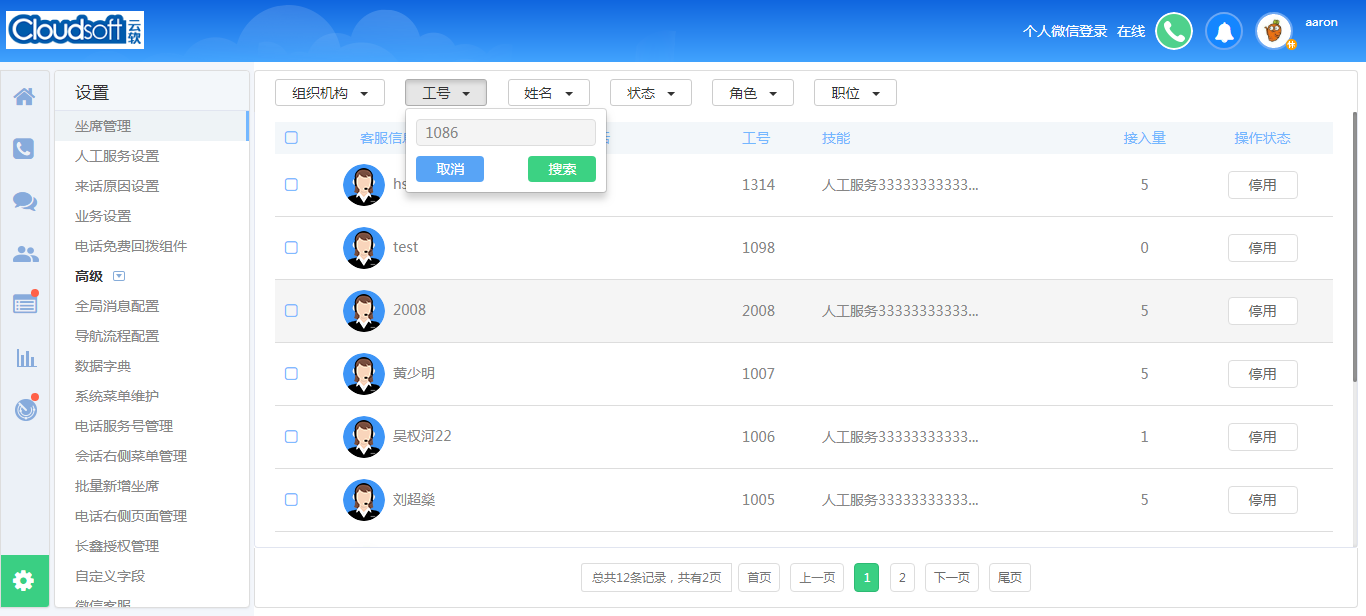 Cloudsoft 云软
个人微信登录 在线 aaron
休
设置
坐席管理
人工服务设置
来话原因设置
业务设置
电话免费回拨组件
高级
全局消息配置
导航流程配置
数据字典
系统菜单维护
电话服务号管理
会话右侧菜单管理
批量新增坐席
电话右侧页面管理
长鑫授权管理
自定义字段
微信客服
组织机构 工号 姓名 状态 角色 职位
1086
取消 搜索
客服信息 工号 技能 接入量 操作状态
hs 1314 人工服务33333333333... 5 停用
test 1098 0 停用
2008 2008 人工服务33333333333... 5 停用
黄少明 1007 5 停用
吴权河22 1006 人工服务33333333333... 1 停用
刘超燊 1005 人工服务33333333333... 5 停用
总共12条记录，共有2页 首页 上一页 1 2 下一页 尾页